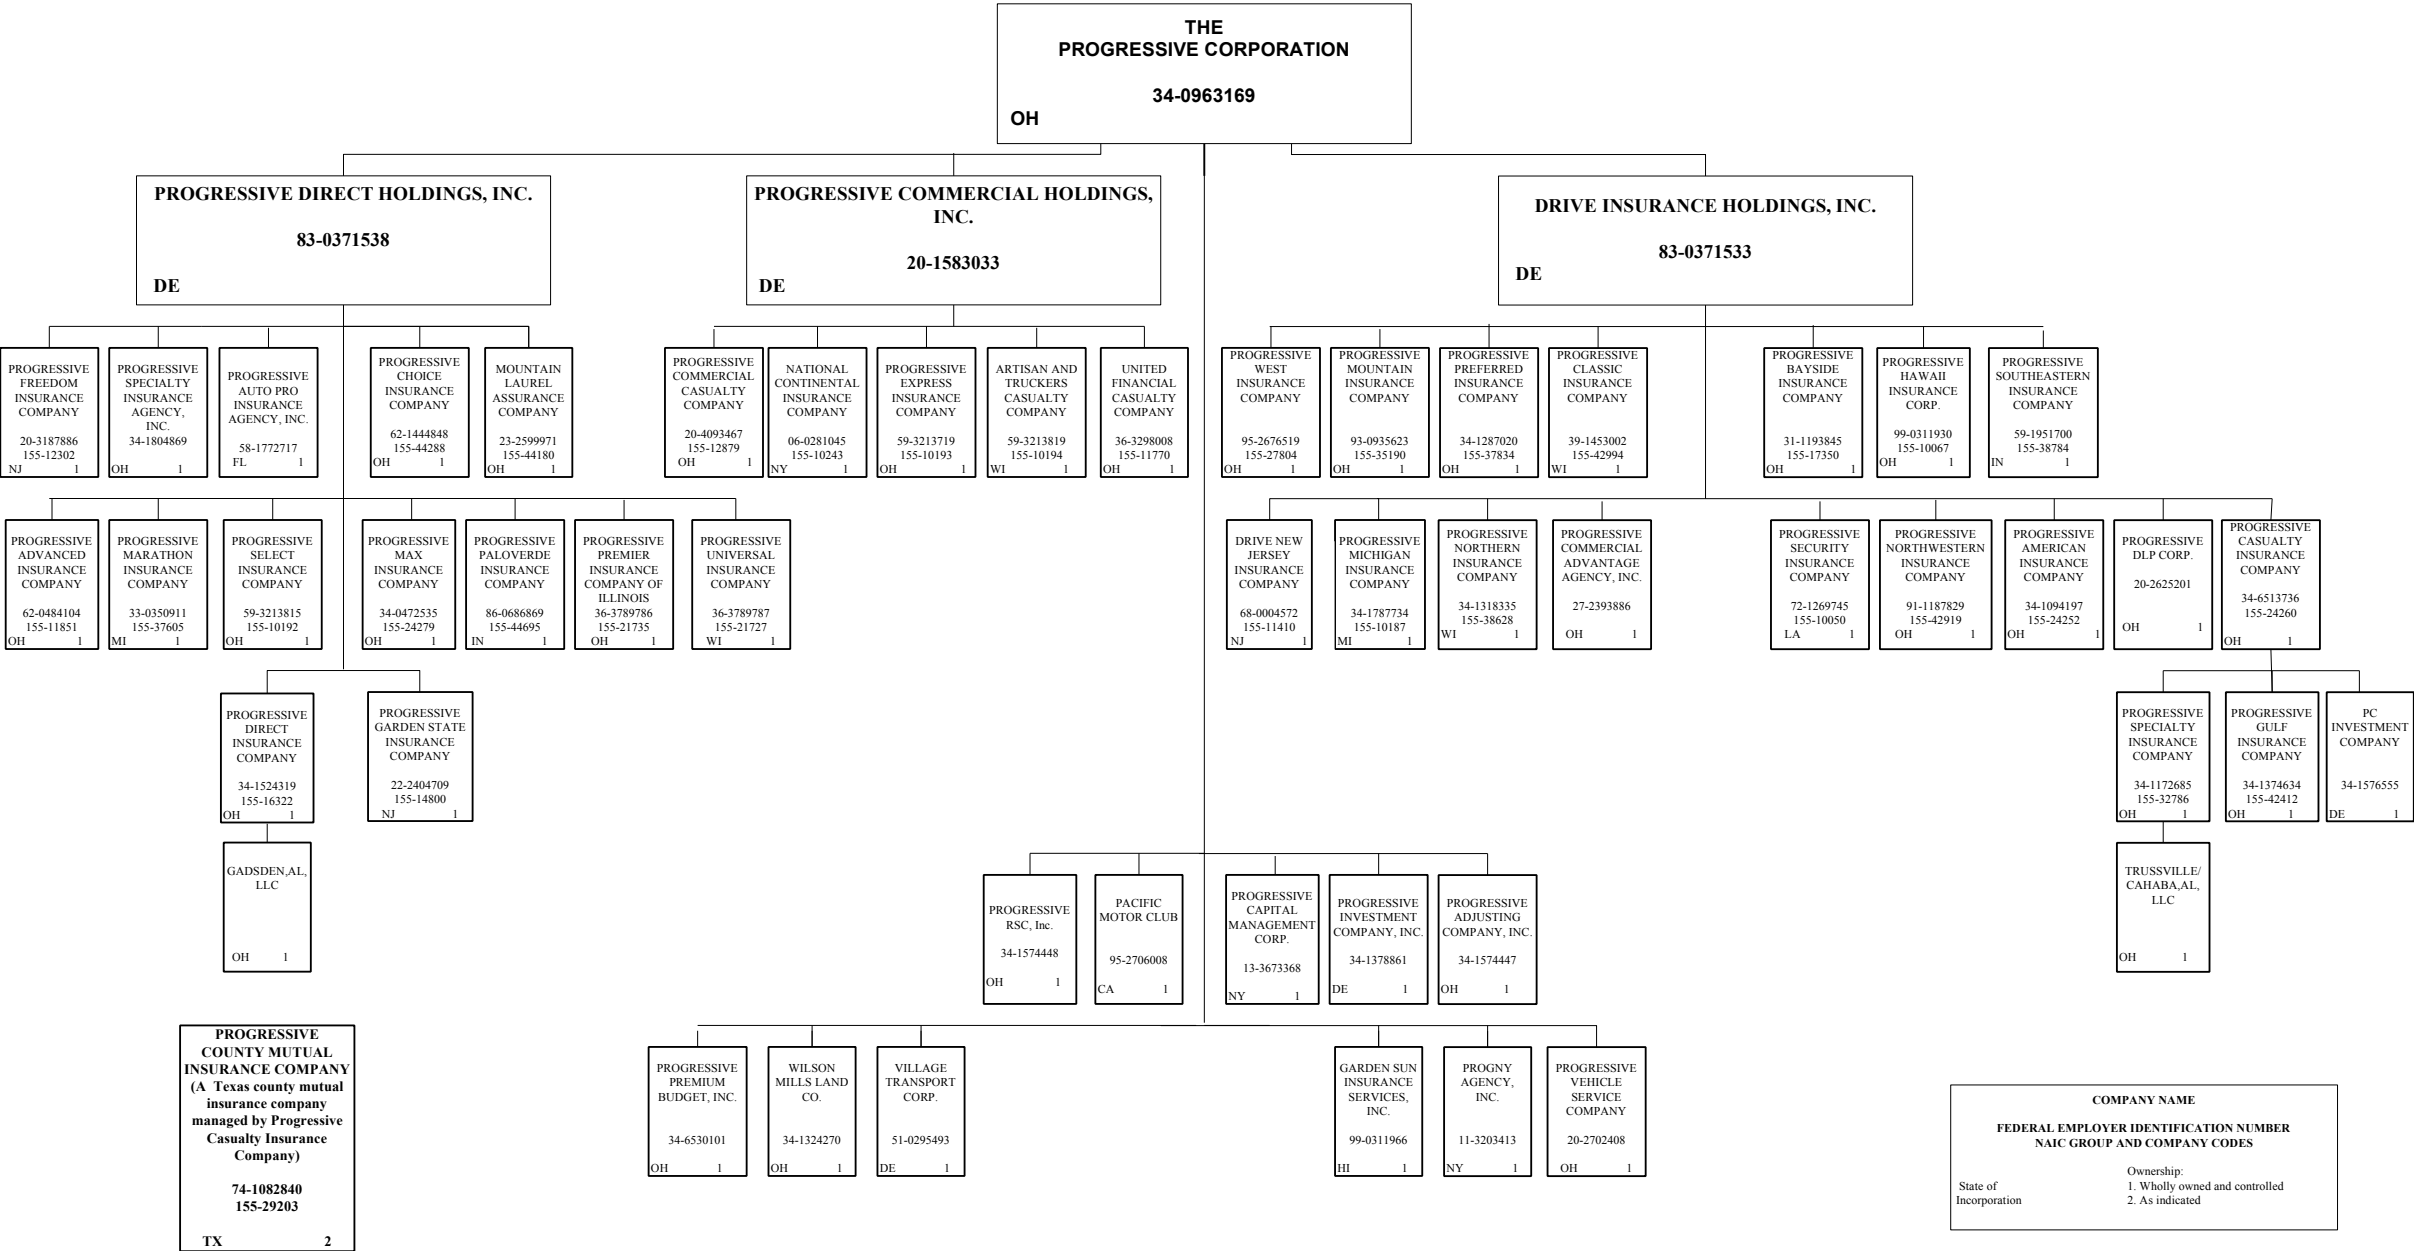 THE
PROGRESSIVE CORPORATION
34-0963169
OH
PROGRESSIVE DIRECT HOLDINGS, INC.
83-0371538
DE
PROGRESSIVE COMMERCIAL HOLDINGS,
INC.
20-1583033
DE
DRIVE INSURANCE HOLDINGS, INC.
83-0371533
DE
PROGRESSIVE
FREEDOM
INSURANCE
COMPANY
20-3187886
155-12302
NJ 1
PROGRESSIVE
SPECIALTY
INSURANCE
AGENCY,
INC.
34-1804869
OH 1
PROGRESSIVE
AUTO PRO
INSURANCE
AGENCY, INC.
58-1772717
FL 1
PROGRESSIVE
CHOICE
INSURANCE
COMPANY
62-1444848
155-44288
OH 1
MOUNTAIN
LAUREL
ASSURANCE
COMPANY
23-2599971
155-44180
OH 1
PROGRESSIVE
COMMERCIAL
CASUALTY
COMPANY
20-4093467
155-12879
OH 1
NATIONAL
CONTINENTAL
INSURANCE
COMPANY
06-0281045
155-10243
NY 1
PROGRESSIVE
EXPRESS
INSURANCE
COMPANY
59-3213719
155-10193
OH 1
ARTISAN AND
TRUCKERS
CASUALTY
COMPANY
59-3213819
155-10194
WI 1
UNITED
FINANCIAL
CASUALTY
COMPANY
36-3298008
155-11770
OH 1
PROGRESSIVE
WEST
INSURANCE
COMPANY
95-2676519
155-27804
OH 1
PROGRESSIVE
MOUNTAIN
INSURANCE
COMPANY
93-0935623
155-35190
OH 1
PROGRESSIVE
PREFERRED
INSURANCE
COMPANY
34-1287020
155-37834
OH 1
PROGRESSIVE
CLASSIC
INSURANCE
COMPANY
39-1453002
155-42994
WI 1
PROGRESSIVE
BAYSIDE
INSURANCE
COMPANY
31-1193845
155-17350
OH 1
PROGRESSIVE
HAWAII
INSURANCE
CORP.
99-0311930
155-10067
OH 1
PROGRESSIVE
SOUTHEASTERN
INSURANCE
COMPANY
59-1951700
155-38784
IN 1
PROGRESSIVE
ADVANCED
INSURANCE
COMPANY
62-0484104
155-11851
OH 1
PROGRESSIVE
MARATHON
INSURANCE
COMPANY
33-0350911
155-37605
MI 1
PROGRESSIVE
SELECT
INSURANCE
COMPANY
59-3213815
155-10192
OH 1
PROGRESSIVE
MAX
INSURANCE
COMPANY
34-0472535
155-24279
OH 1
PROGRESSIVE
PALOVERDE
INSURANCE
COMPANY
86-0686869
155-44695
IN 1
PROGRESSIVE
PREMIER
INSURANCE
COMPANY OF
ILLINOIS
36-3789786
155-21735
OH 1
PROGRESSIVE
UNIVERSAL
INSURANCE
COMPANY
36-3789787
155-21727
WI 1
DRIVE NEW
JERSEY
INSURANCE
COMPANY
68-0004572
155-11410
NJ 1
PROGRESSIVE
MICHIGAN
INSURANCE
COMPANY
34-1787734
155-10187
MI 1
PROGRESSIVE
NORTHERN
INSURANCE
COMPANY
34-1318335
155-38628
WI 1
PROGRESSIVE
COMMERCIAL
ADVANTAGE
AGENCY, INC.
27-2393886
OH 1
PROGRESSIVE
SECURITY
INSURANCE
COMPANY
72-1269745
155-10050
LA 1
PROGRESSIVE
NORTHWESTERN
INSURANCE
COMPANY
91-1187829
155-42919
OH 1
PROGRESSIVE
AMERICAN
INSURANCE
COMPANY
34-1094197
155-24252
OH 1
PROGRESSIVE
DLP CORP.
20-2625201
OH 1
PROGRESSIVE
CASUALTY
INSURANCE
COMPANY
34-6513736
155-24260
OH 1
PROGRESSIVE
DIRECT
INSURANCE
COMPANY
34-1524319
155-16322
OH 1
PROGRESSIVE
GARDEN STATE
INSURANCE
COMPANY
22-2404709
155-14800
NJ 1
PROGRESSIVE
SPECIALTY
INSURANCE
COMPANY
34-1172685
155-32786
OH 1
PROGRESSIVE
GULF
INSURANCE
COMPANY
34-1374634
155-42412
OH 1
PC
INVESTMENT
COMPANY
34-1576555
DE 1
GADSDEN,AL,
LLC
OH 1
TRUSSVILLE/
CAHABA,AL,
LLC
OH 1
PROGRESSIVE
RSC, Inc.
34-1574448
OH 1
PACIFIC
MOTOR CLUB
95-2706008
CA 1
PROGRESSIVE
CAPITAL
MANAGEMENT
CORP.
13-3673368
NY 1
PROGRESSIVE
INVESTMENT
COMPANY, INC.
34-1378861
DE 1
PROGRESSIVE
ADJUSTING
COMPANY, INC.
34-1574447
OH 1
PROGRESSIVE
COUNTY MUTUAL
INSURANCE COMPANY
(A Texas county mutual
insurance company
managed by Progressive
Casualty Insurance
Company)
74-1082840
155-29203
TX 2
PROGRESSIVE
PREMIUM
BUDGET, INC.
34-6530101
OH 1
WILSON
MILLS LAND
CO.
34-1324270
OH 1
VILLAGE
TRANSPORT
CORP.
51-0295493
DE 1
GARDEN SUN
INSURANCE
SERVICES,
INC.
99-0311966
HI 1
PROGNY
AGENCY,
INC.
11-3203413
NY 1
PROGRESSIVE
VEHICLE
SERVICE
COMPANY
20-2702408
OH 1
COMPANY NAME
FEDERAL EMPLOYER IDENTIFICATION NUMBER
NAIC GROUP AND COMPANY CODES
Ownership:
State of 1. Wholly owned and controlled
Incorporation 2. As indicated